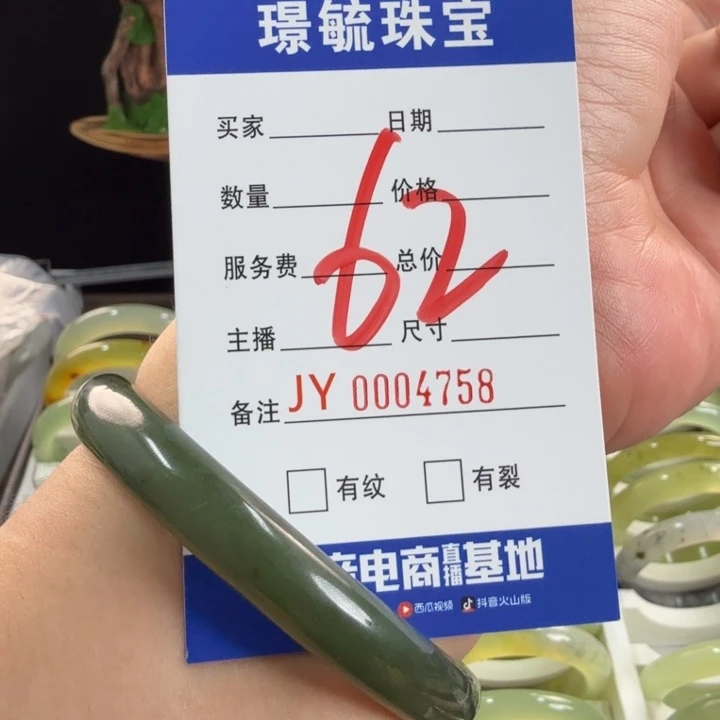 璟毓珠宝
买家 日期
数量 价格
62
服务费 总价
主播 尺寸
备注 JY 0004758
有纹 有裂
电商直播基地
西瓜视频 抖音火山版